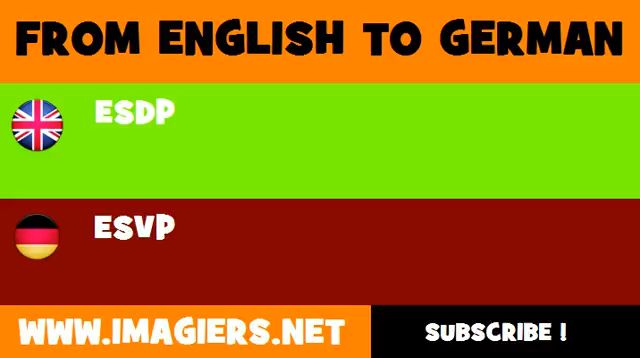 FROM ENGLISH TO GERMAN
ESDP
ESVP
WWW.IMAGIERS.NET
SUBSCRIBE !